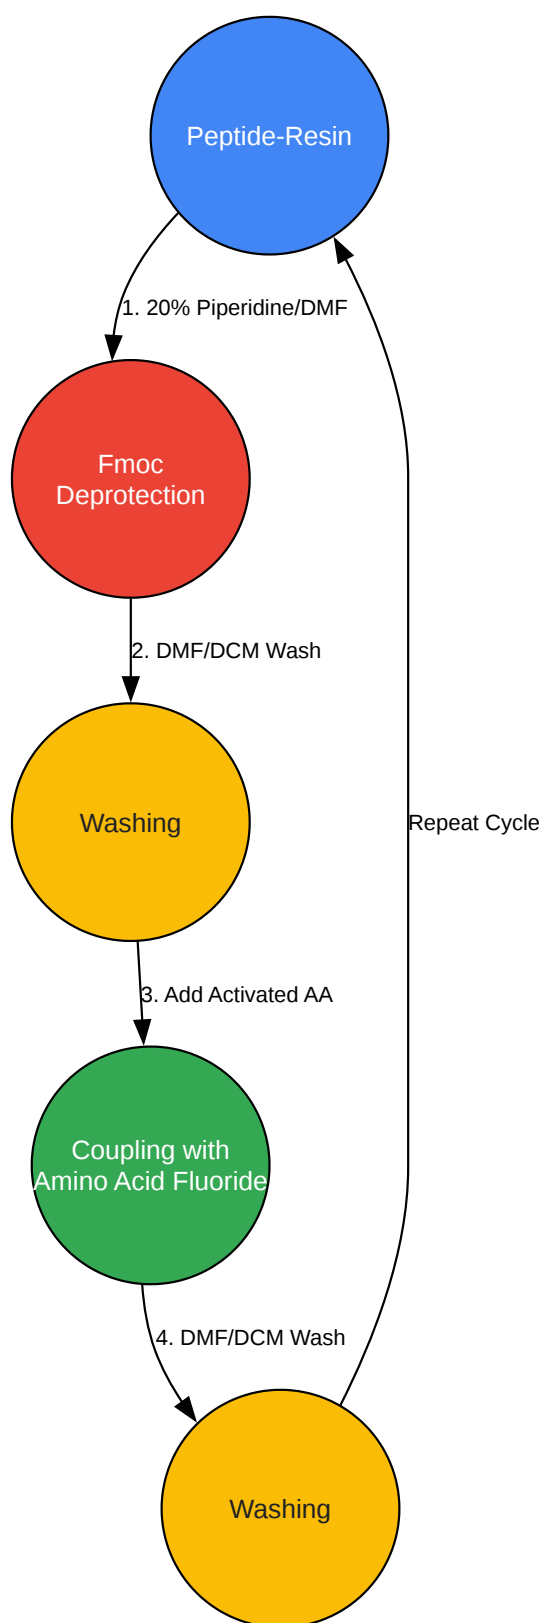 Peptide-Resin
1. 20% Piperidine/DMF
Fmoc
Deprotection
2. DMF/DCM Wash
Washing
Repeat Cycle
3. Add Activated AA
Coupling with
Amino Acid Fluoride
4. DMF/DCM Wash
Washing